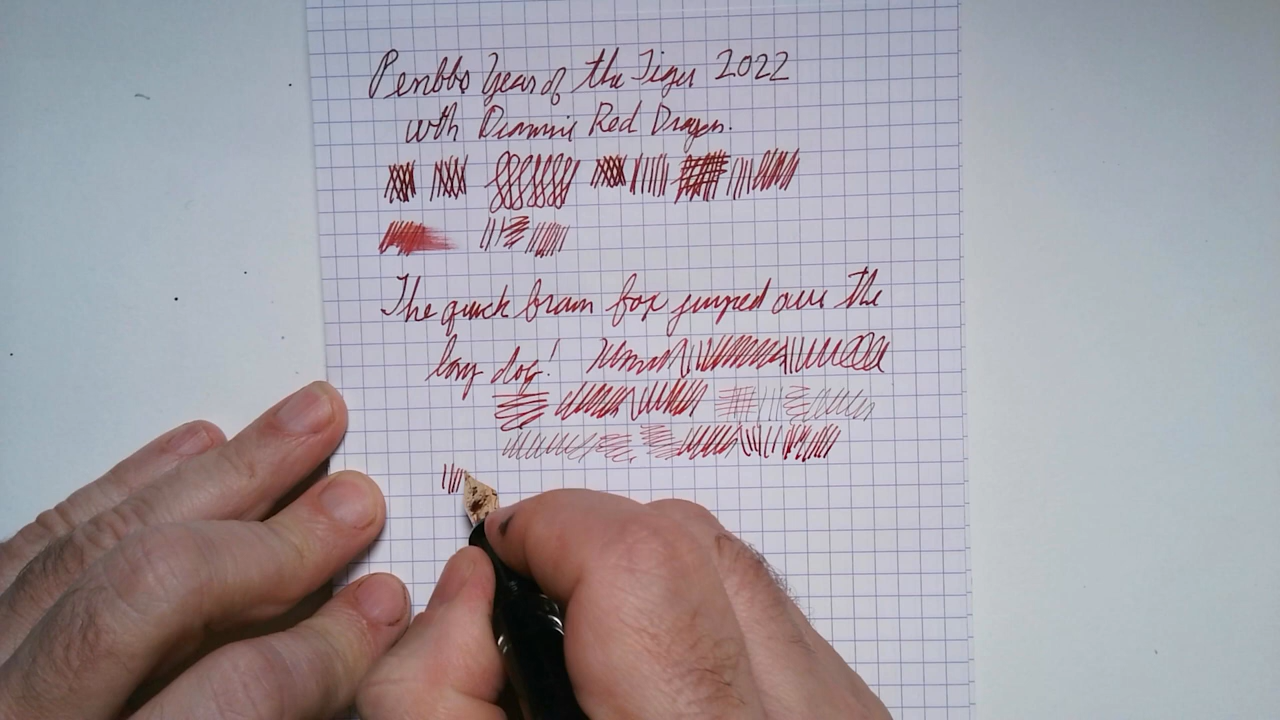 Penbbs Year of the Tiger 2022
with Diamine Red Dragon.
The quick brown fox jumped over the
lazy dog!